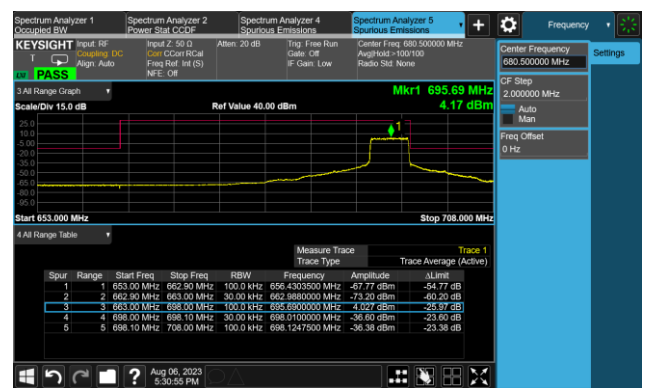 Spectrum Analyzer 1
Occupied BW
Spectrum Analyzer 2
Power Stat CCDF
Spectrum Analyzer 4
Spurious Emissions
Spectrum Analyzer 5
Spurious Emissions
Frequency
KEYSIGHT
T
PASS
Input: RF
Coupling: DC
Align: Auto
Input Z: 50 Ω
Corr CCorr RCal
Freq Ref: Int (S)
NFE: Off
Atten: 20 dB
Trig: Free Run
Gate: Off
IF Gain: Low
Center Freq: 680.500000 MHz
Avg|Hold:>100/100
Radio Std: None
Center Frequency
680.500000 MHz
Settings
CF Step
2.000000 MHz
Auto
Man
Freq Offset
0 Hz
3 All Range Graph
Mkr1 695.69 MHz
Scale/Div 15.0 dB
Ref Value 40.00 dBm
4.17 dBm
25.0
10.0
-5.00
-20.0
-35.0
-50.0
-65.0
-80.0
-95.0
1
Start 653.000 MHz
Stop 708.000 MHz
4 All Range Table
Measure Trace
Trace 1
Trace Type
Trace Average (Active)
Spur Range Start Freq Stop Freq RBW Frequency Amplitude ΔLimit
1 1 653.00 MHz 662.90 MHz 100.0 kHz 656.4303500 MHz -67.77 dBm -54.77 dB
2 2 662.90 MHz 663.00 MHz 30.00 kHz 662.9880000 MHz -73.20 dBm -60.20 dB
3 3 663.00 MHz 698.00 MHz 100.0 kHz 695.6900000 MHz 4.027 dBm -25.97 dB
4 4 698.00 MHz 698.10 MHz 30.00 kHz 698.0100000 MHz -36.60 dBm -23.60 dB
5 5 698.10 MHz 708.00 MHz 100.0 kHz 698.1247500 MHz -36.38 dBm -23.38 dB
Aug 06, 2023
5:30:55 PM